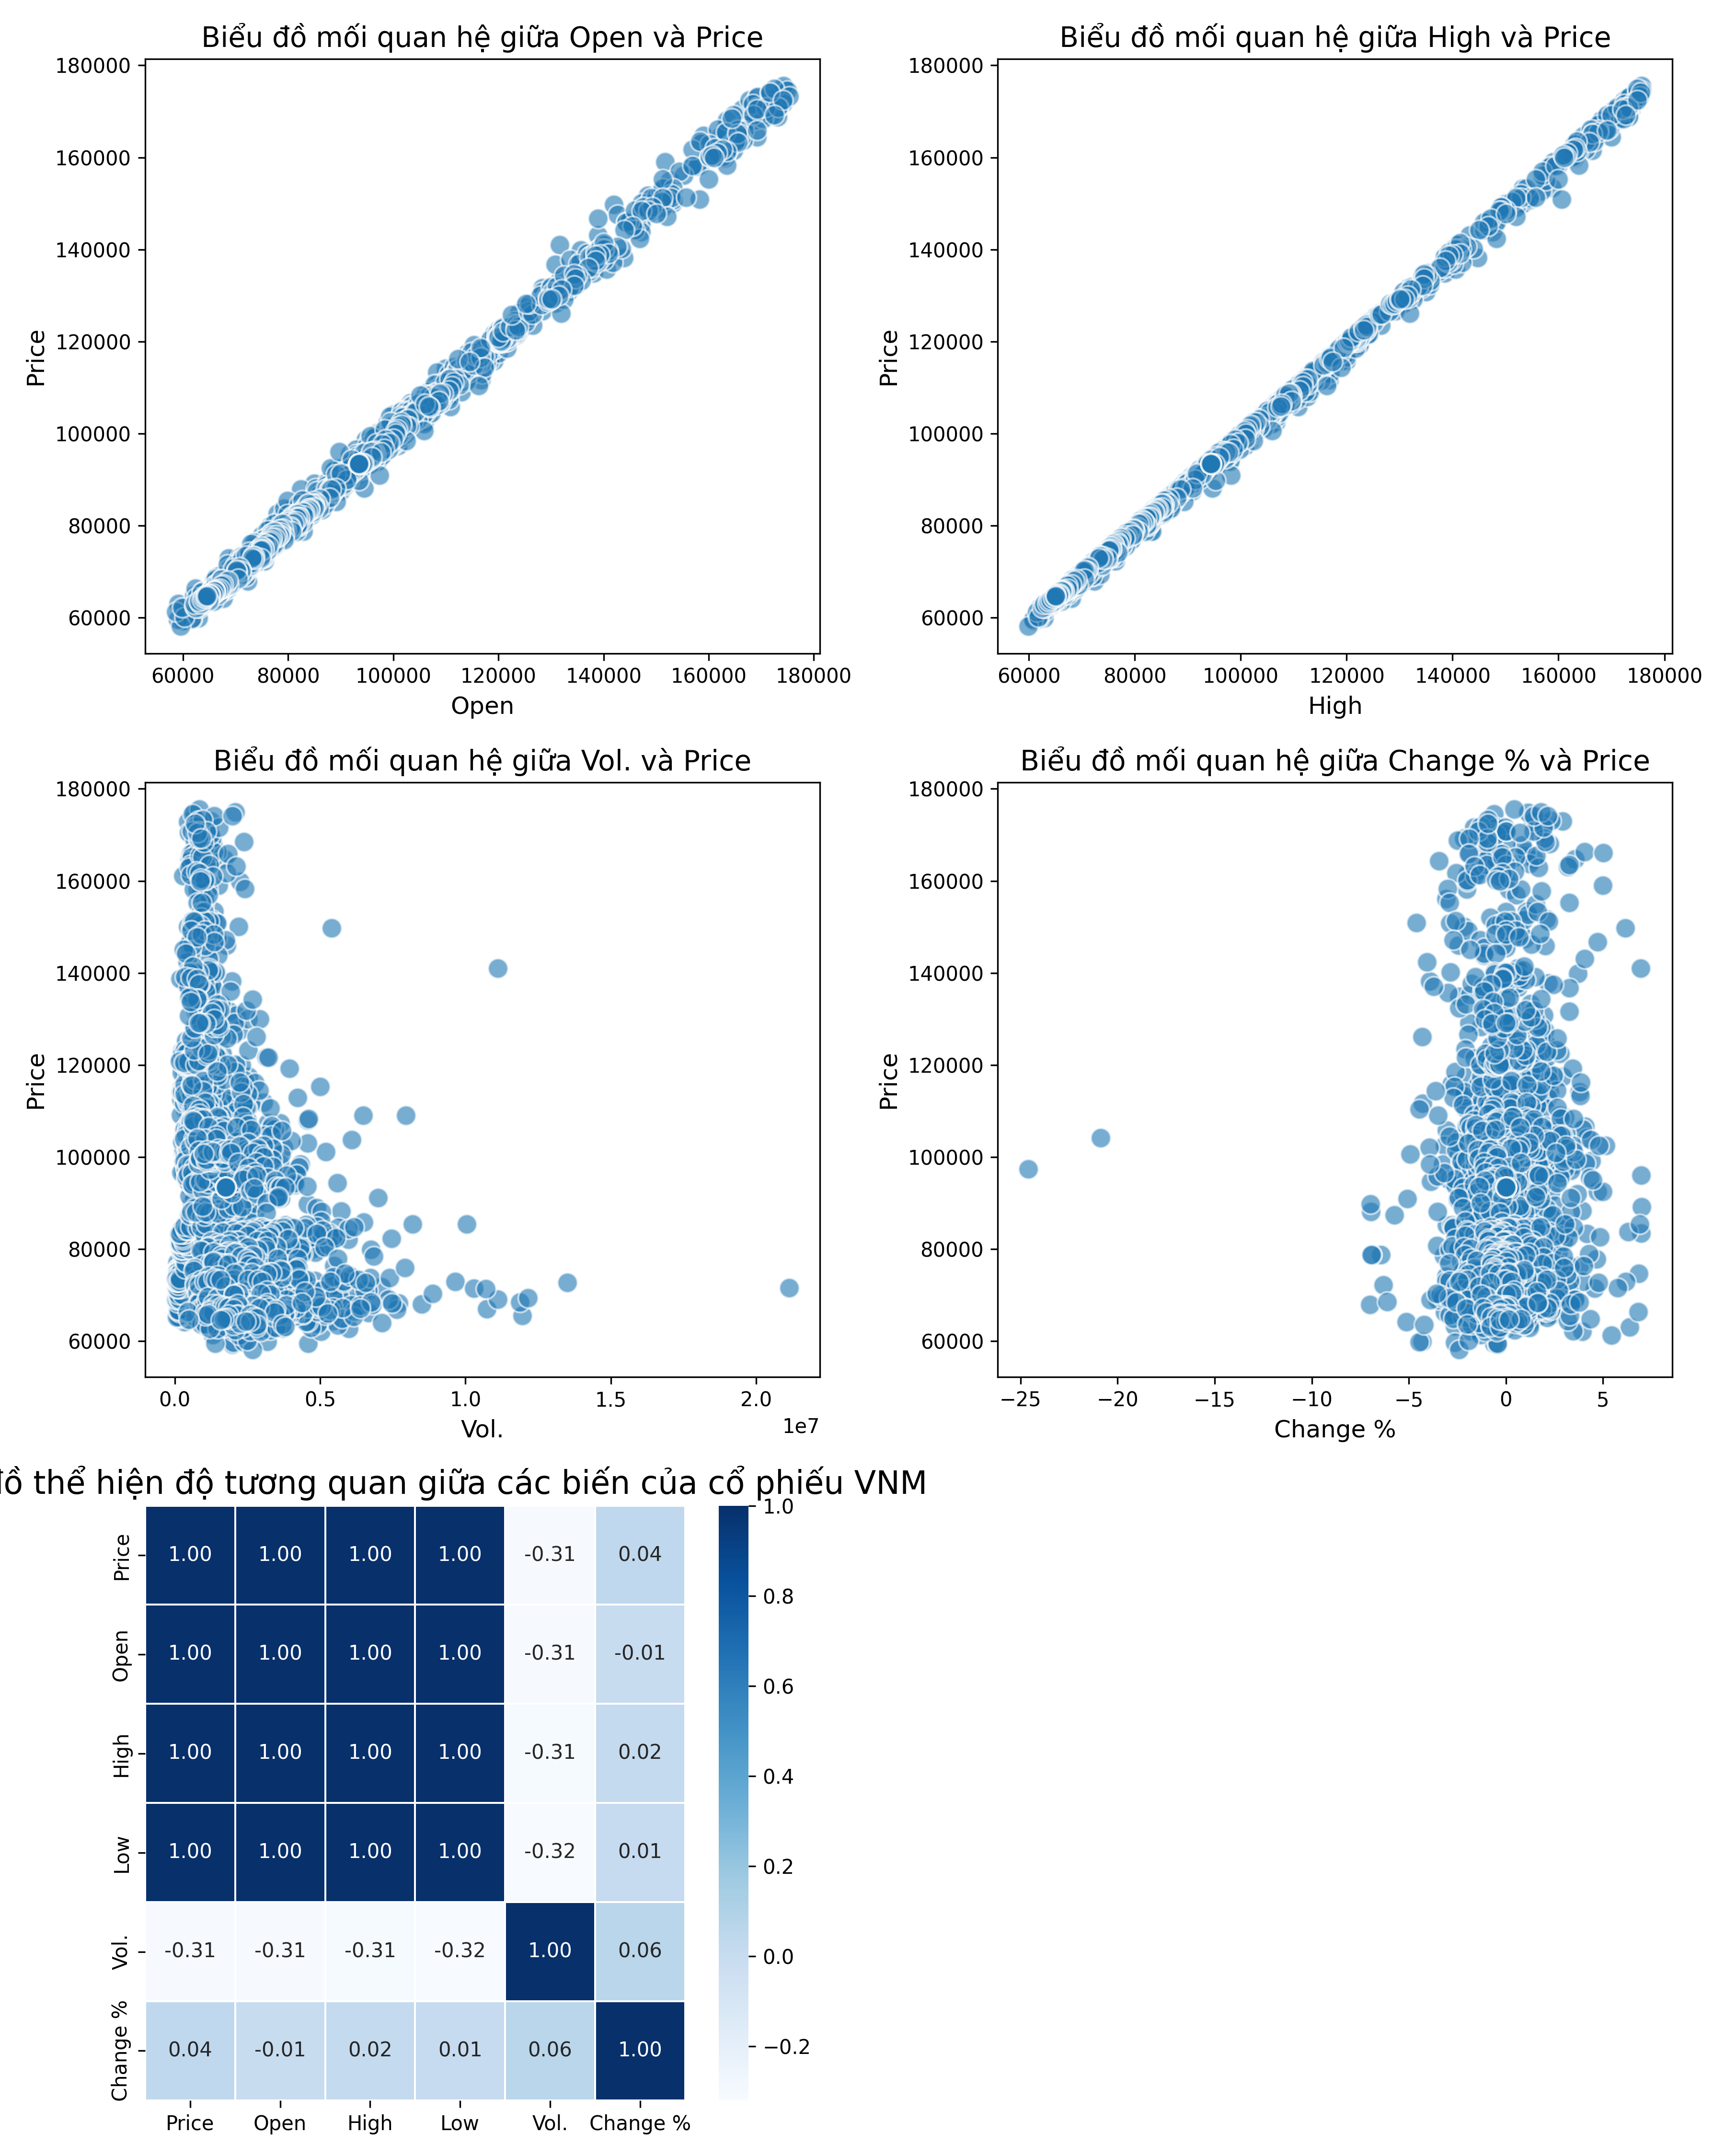 Biểu đồ mối quan hệ giữa Open và Price
180000
160000
140000
120000
100000
80000
60000
Price
60000 80000 100000 120000 140000 160000 180000
Open
Biểu đồ mối quan hệ giữa High và Price
180000
160000
140000
120000
100000
80000
60000
Price
60000 80000 100000 120000 140000 160000 180000
High
Biểu đồ mối quan hệ giữa Vol. và Price
180000
160000
140000
120000
100000
80000
60000
Price
0.0 0.5 1.0 1.5 2.0
1e7
Vol.
Biểu đồ mối quan hệ giữa Change % và Price
180000
160000
140000
120000
100000
80000
60000
Price
−25 −20 −15 −10 −5 0 5
Change %
thể hiện độ tương quan giữa các biến của cổ phiếu VNM
Price 1.00 1.00 1.00 1.00 -0.31 0.04
Open 1.00 1.00 1.00 1.00 -0.31 -0.01
High 1.00 1.00 1.00 1.00 -0.31 0.02
Low 1.00 1.00 1.00 1.00 -0.32 0.01
Vol. -0.31 -0.31 -0.31 -0.32 1.00 0.06
Change % 0.04 -0.01 0.02 0.01 0.06 1.00
Price Open High Low Vol. Change %
1.0
0.8
0.6
0.4
0.2
0.0
−0.2